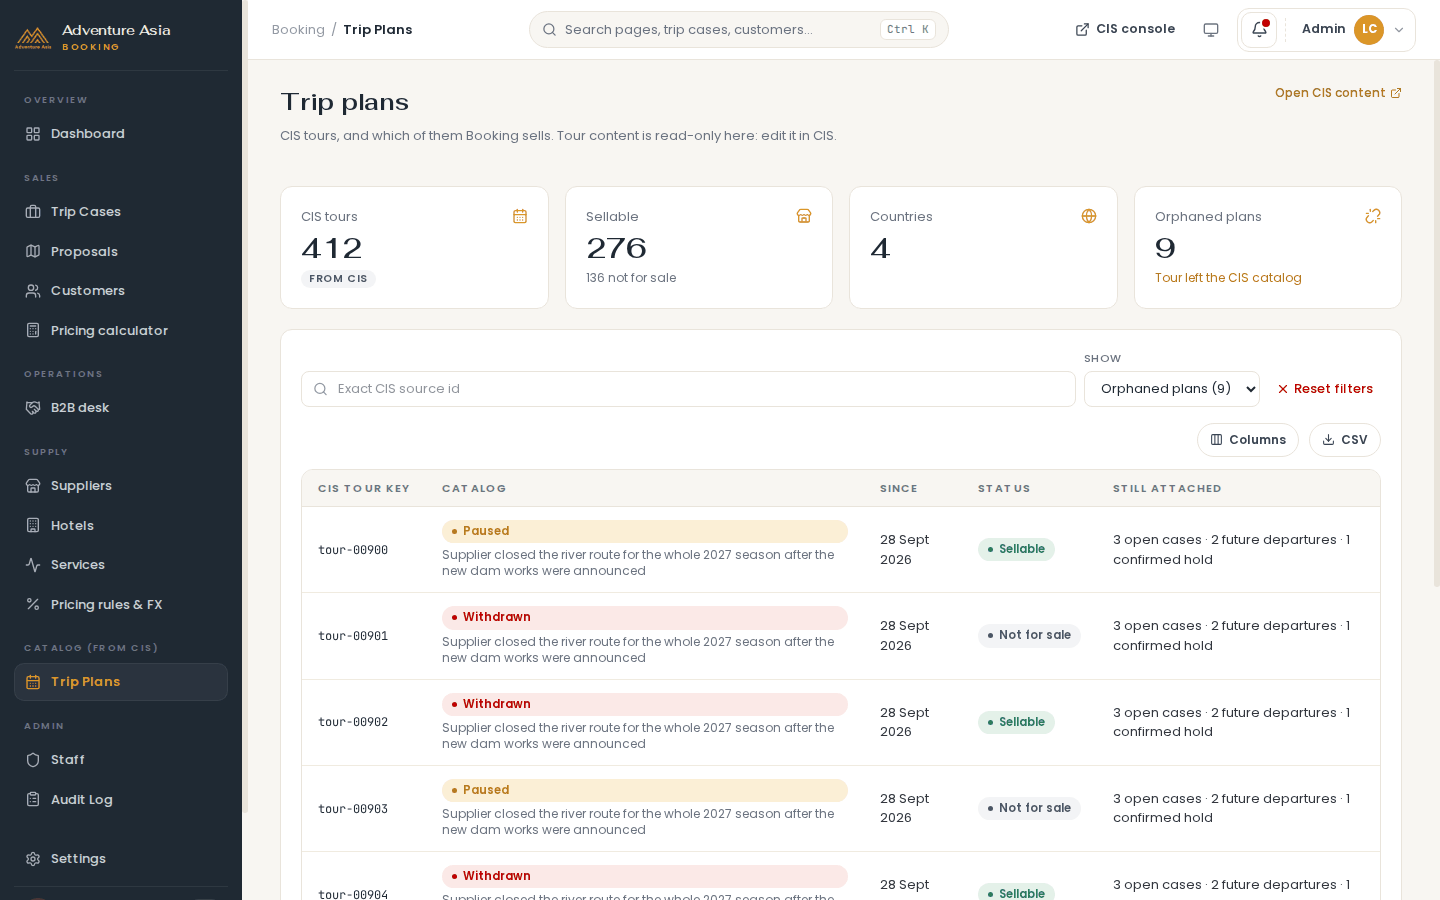 Adventure Asia
BOOKING
Adventure Asia
OVERVIEW
Dashboard
SALES
Trip Cases
Proposals
Customers
Pricing calculator
OPERATIONS
B2B desk
SUPPLY
Suppliers
Hotels
Services
Pricing rules & FX
CATALOG (FROM CIS)
Trip Plans
ADMIN
Staff
Audit Log
Settings
Booking / Trip Plans
Search pages, trip cases, customers...
Ctrl K
CIS console
Admin
LC
Trip plans
Open CIS content
CIS tours, and which of them Booking sells. Tour content is read-only here: edit it in CIS.
CIS tours
412
FROM CIS
Sellable
276
136 not for sale
Countries
4
Orphaned plans
9
Tour left the CIS catalog
SHOW
Exact CIS source id
Orphaned plans (9)
Reset filters
Columns
CSV
CIS TOUR KEY CATALOG SINCE STATUS STILL ATTACHED
tour-00900
Paused
Supplier closed the river route for the whole 2027 season after the
new dam works were announced
28 Sept
2026
Sellable
3 open cases · 2 future departures · 1
confirmed hold
tour-00901
Withdrawn
Supplier closed the river route for the whole 2027 season after the
new dam works were announced
28 Sept
2026
Not for sale
3 open cases · 2 future departures · 1
confirmed hold
tour-00902
Withdrawn
Supplier closed the river route for the whole 2027 season after the
new dam works were announced
28 Sept
2026
Sellable
3 open cases · 2 future departures · 1
confirmed hold
tour-00903
Paused
Supplier closed the river route for the whole 2027 season after the
new dam works were announced
28 Sept
2026
Not for sale
3 open cases · 2 future departures · 1
confirmed hold
tour-00904
Withdrawn
Supplier closed the river route for the whole 2027 season after the
28 Sept
Sellable
3 open cases · 2 future departures · 1